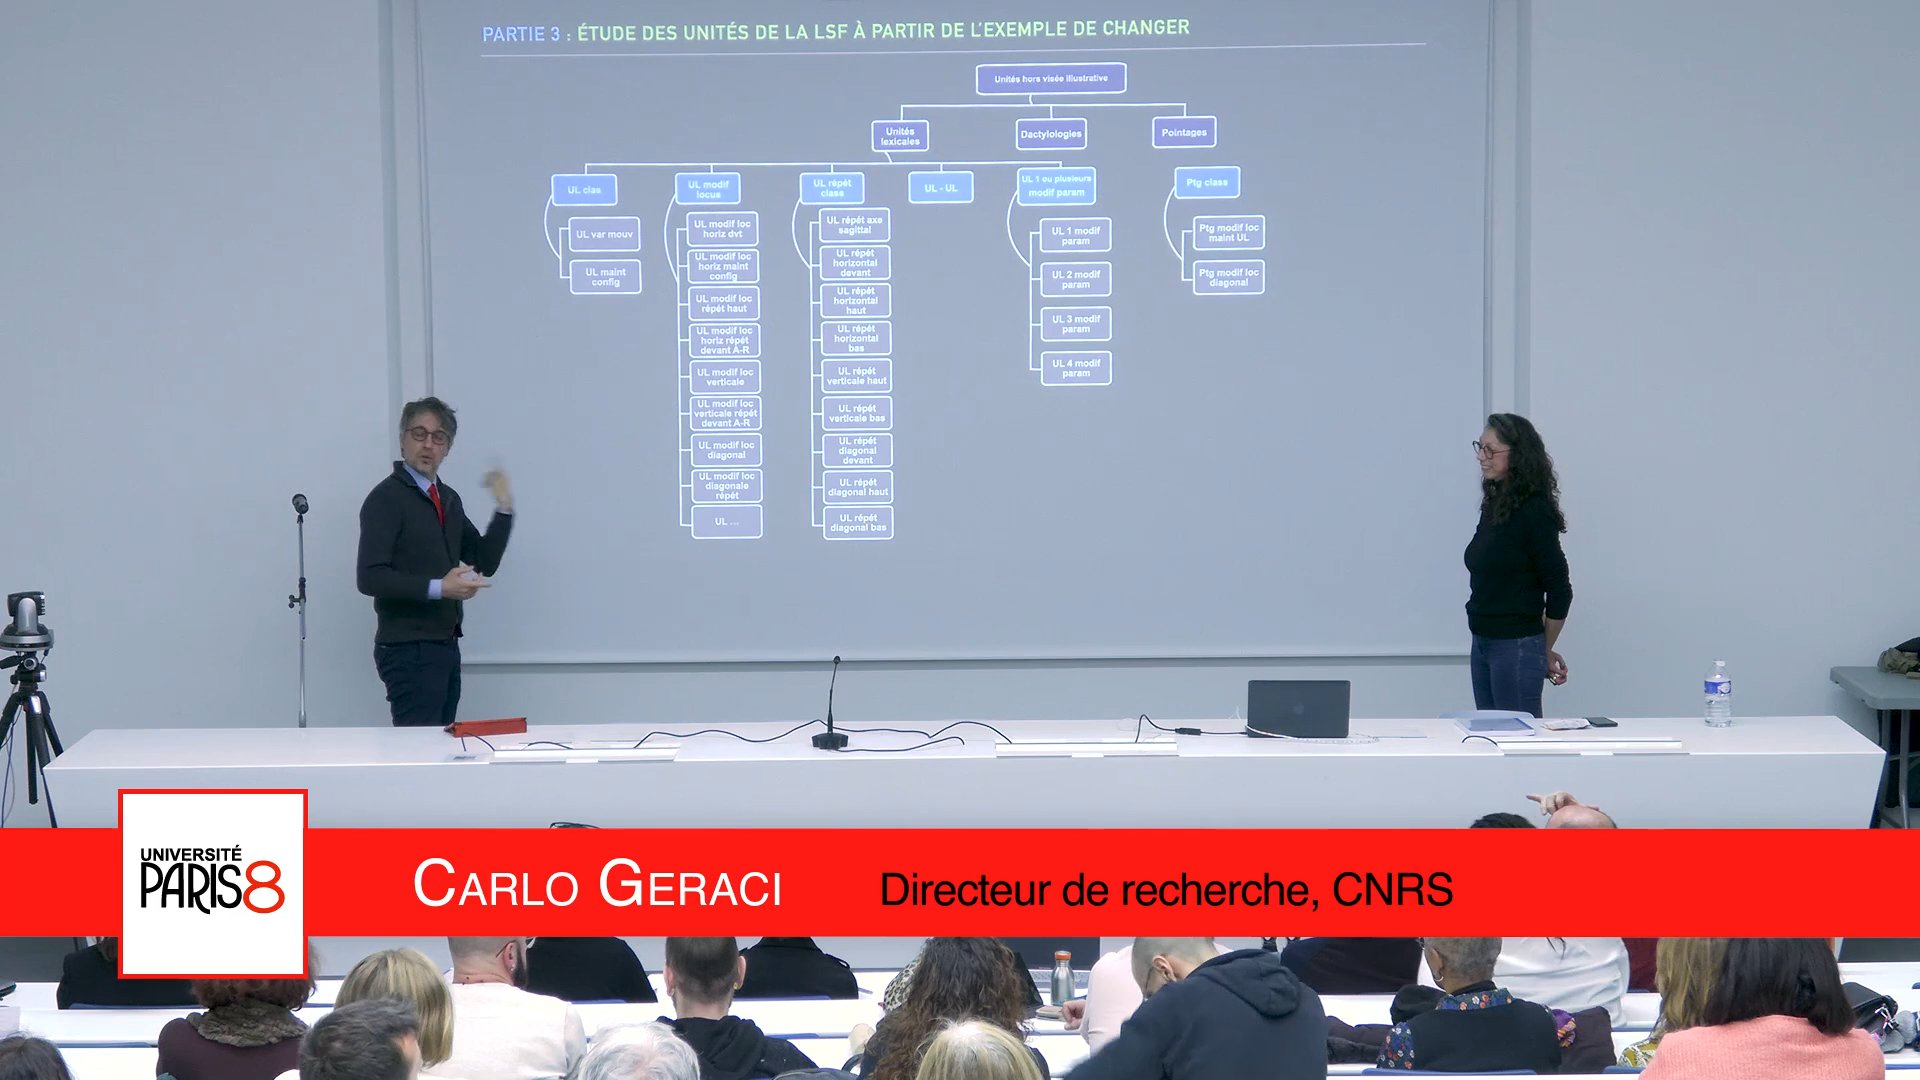 PARTIE 3 : ÉTUDE DES UNITÉS DE LA LSF À PARTIR DE L'EXEMPLE DE CHANGER
Unités hors visée illustrative
Unités
lexicales
Dactylologies
Pointages
UL clas
UL var mouv
UL maint
config
UL modif
locus
UL modif loc
horiz dvt
UL modif loc
horiz maint
config
UL modif loc
répét haut
UL modif loc
horiz répét
devant A-R
UL modif loc
verticale
UL modif loc
verticale répét
devant A-R
UL modif loc
diagonal
UL modif loc
diagonale
répét
UL ...
UL répét
class
UL répét axe
sagittal
UL répét
horizontal
devant
UL répét
horizontal
haut
UL répét
horizontal
bas
UL répét
verticale haut
UL répét
verticale bas
UL répét
diagonal
devant
UL répét
diagonal haut
UL répét
diagonal bas
UL - UL
UL 1 ou plusieurs
modif param
UL 1 modif
param
UL 2 modif
param
UL 3 modif
param
UL 4 modif
param
Ptg class
Ptg modif loc
maint UL
Ptg modif loc
diagonal
UNIVERSITÉ
PARIS8
CARLO GERACI
Directeur de recherche, CNRS